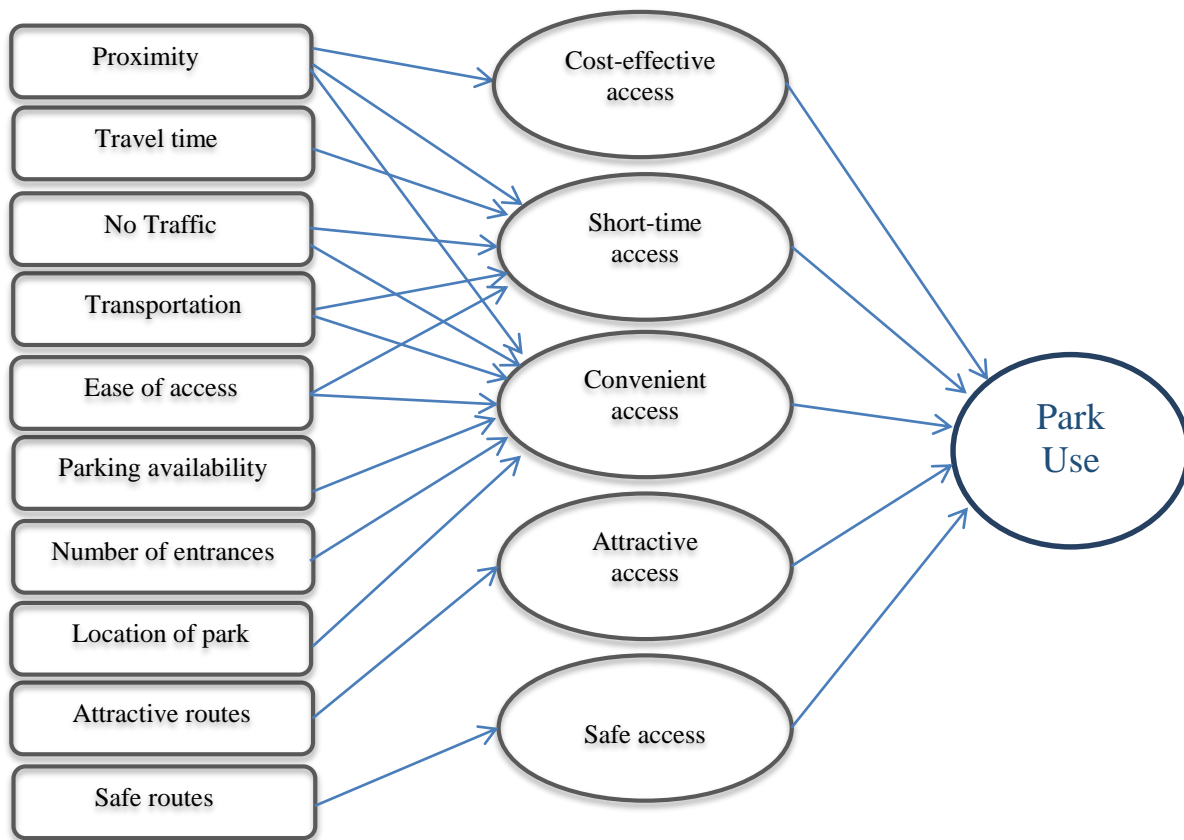 Proximity
Travel time
No Traffic
Transportation
Ease of access
Parking availability
Number of entrances
Location of park
Attractive routes
Safe routes
Cost-effective
access
Short-time
access
Convenient
access
Attractive
access
Safe access
Park
Use